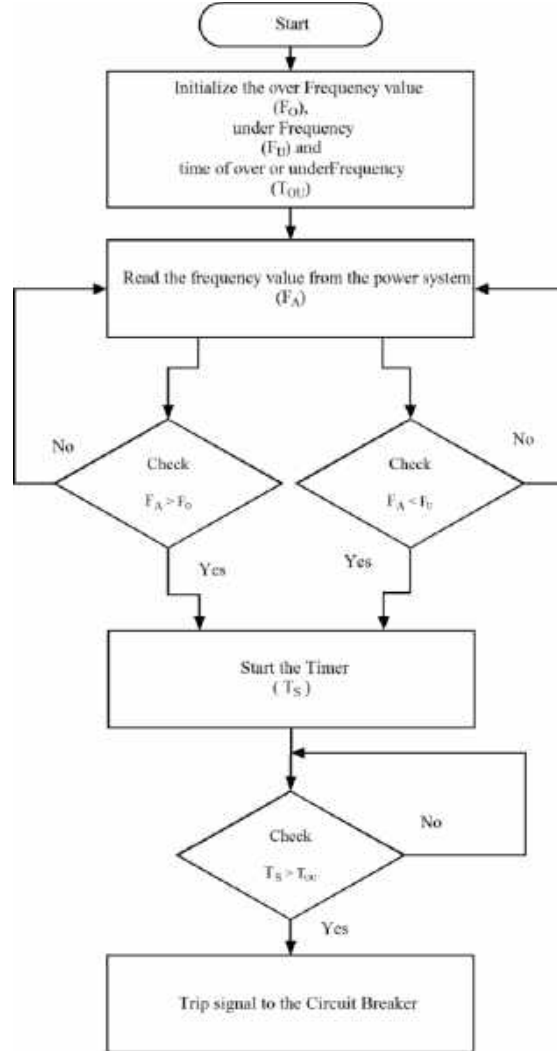 Start
Initialize the over Frequency value
(F_O),
under Frequency
(F_U) and
time of over or underFrequency
(T_OU)
Read the frequency value from the power system
(F_A)
No
Check
F_A > F_O
Yes
No
Check
F_A < F_U
Yes
Start the Timer
( T_S )
Check
T_S > T_OU
No
Yes
Trip signal to the Circuit Breaker